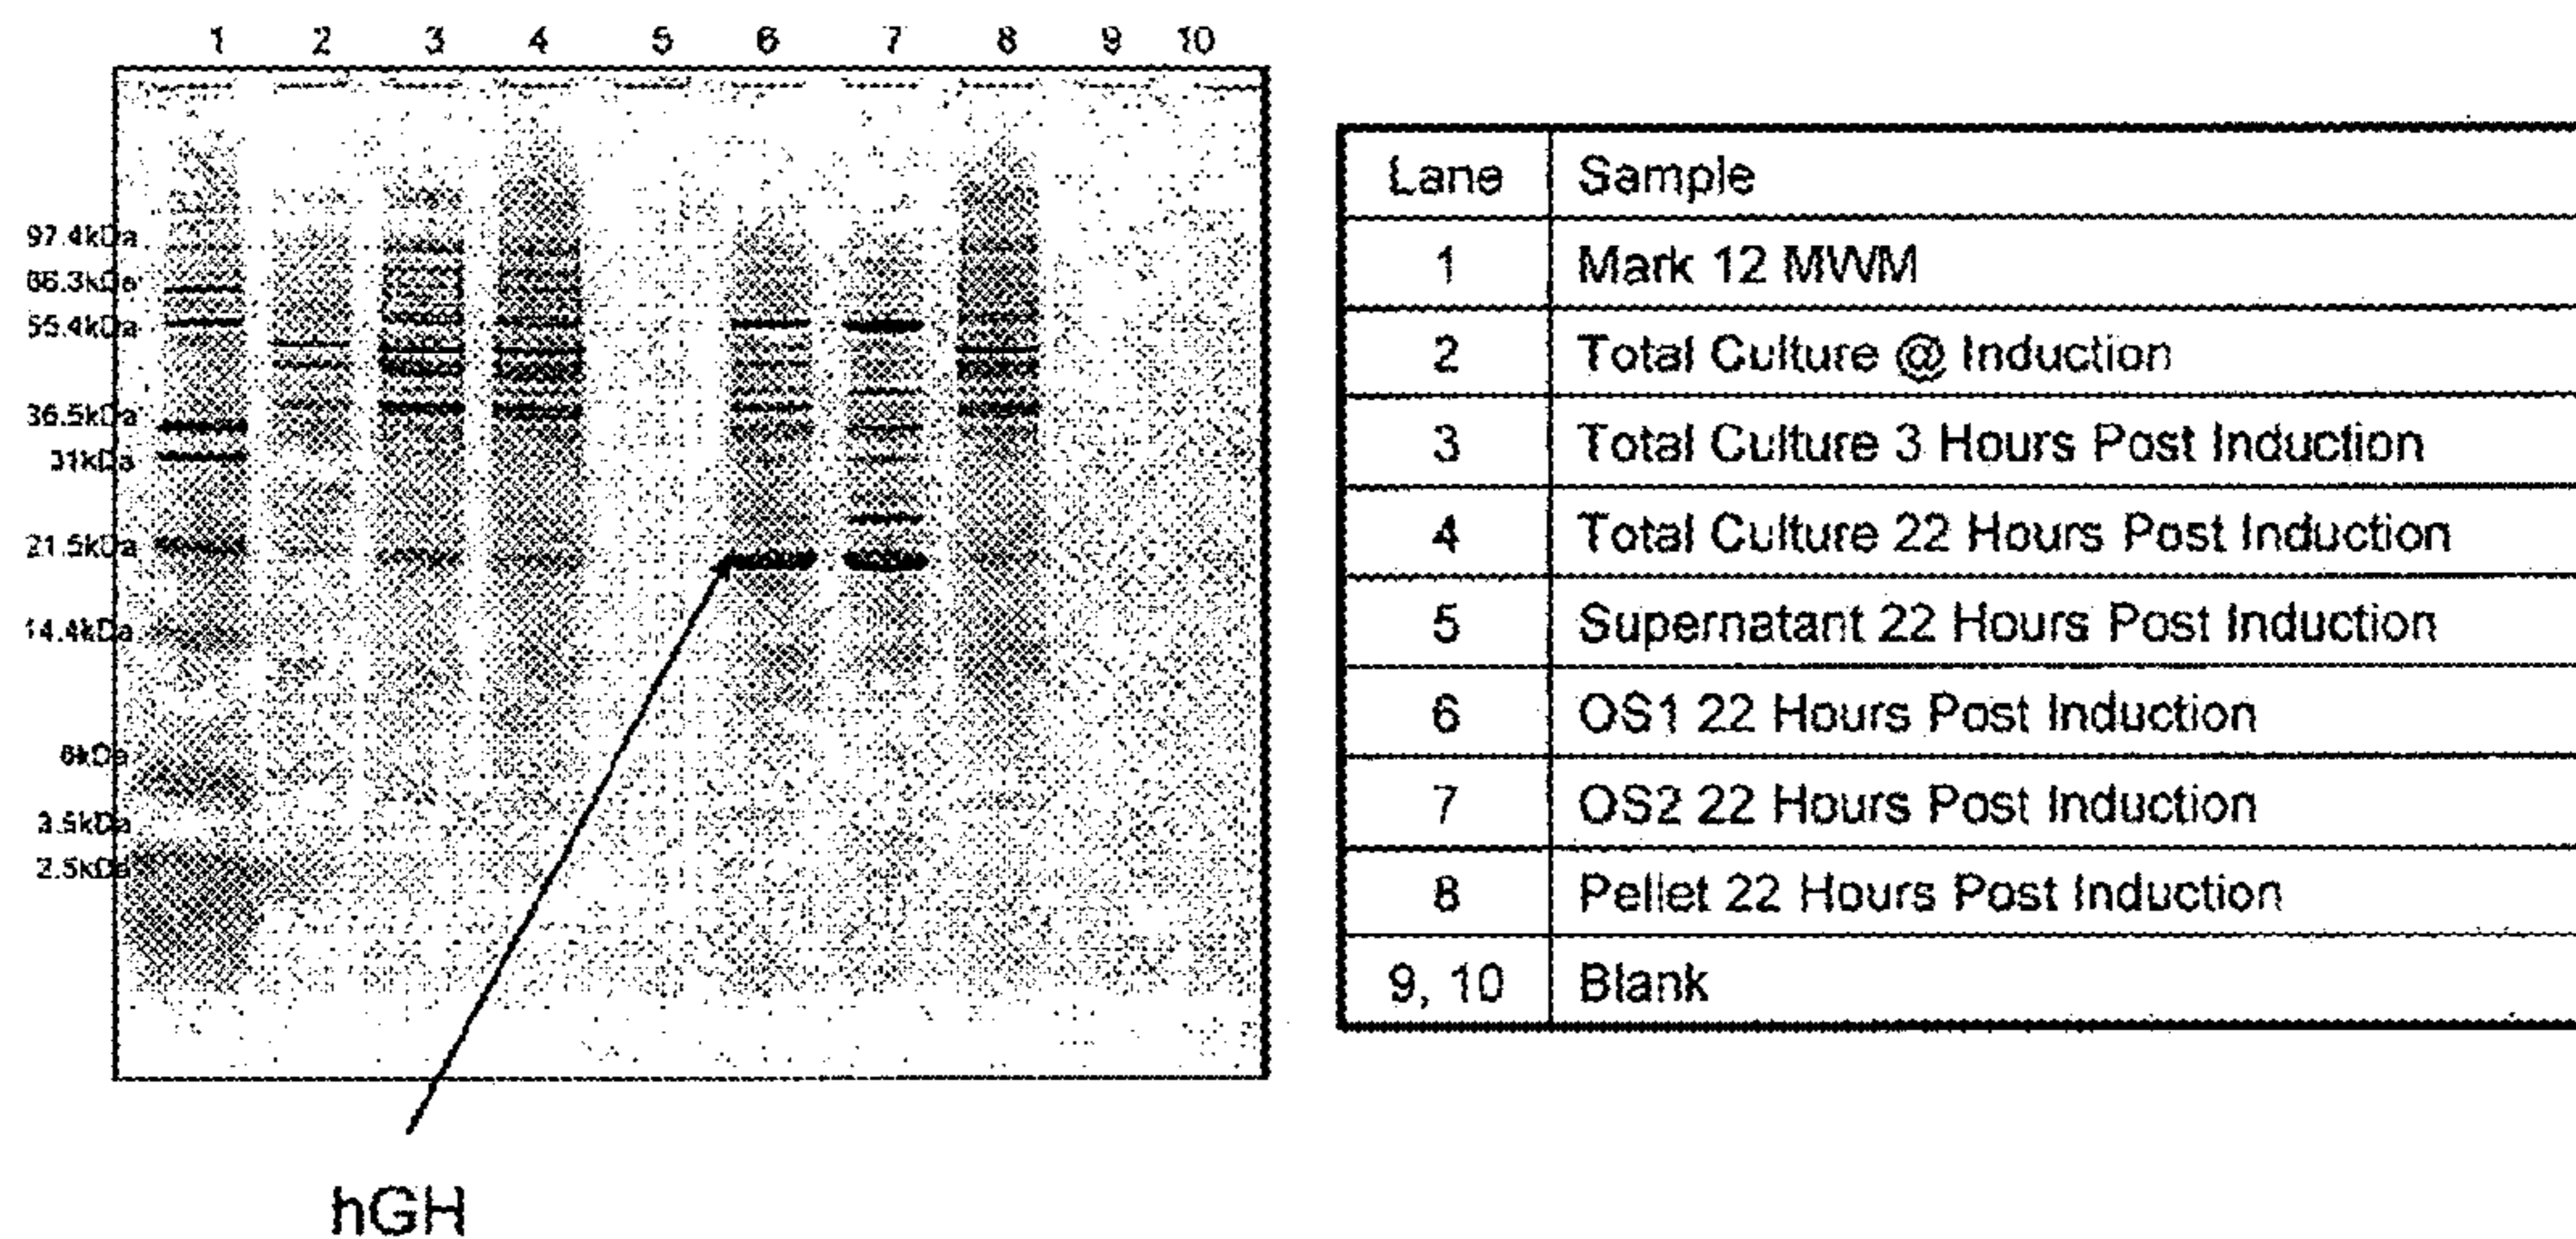 1 2 3 4 5 6 7 8 9 10
97.4kDa
66.3kDa
55.4kDa
36.5kDa
31kDa
21.5kDa
14.4kDa
6kDa
3.5kDa
2.5kDa
hGH
Lane Sample
1 Mark 12 MWM
2 Total Culture @ Induction
3 Total Culture 3 Hours Post Induction
4 Total Culture 22 Hours Post Induction
5 Supernatant 22 Hours Post Induction
6 OS1 22 Hours Post Induction
7 OS2 22 Hours Post Induction
8 Pellet 22 Hours Post Induction
9, 10 Blank